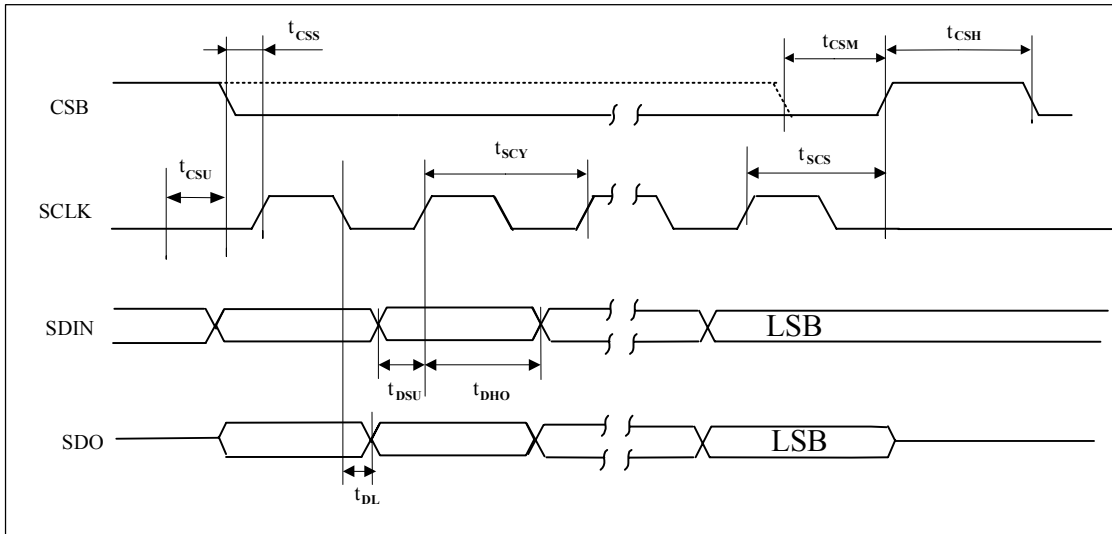 tCSS
tCSM
tCSH
CSB
tCSU
tSCY
tSCS
SCLK
SDIN
LSB
tDSU
tDHO
SDO
LSB
tDL